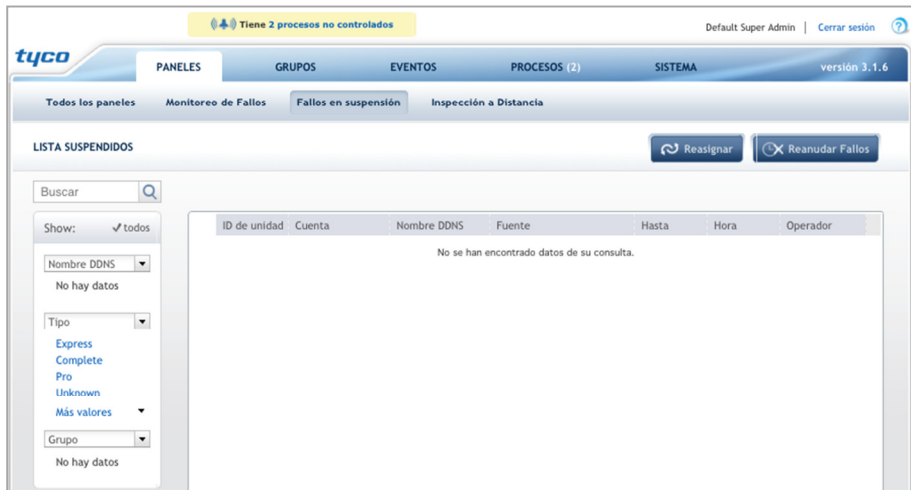 Tiene 2 procesos no controlados
Default Super Admin | Cerrar sesión ?
tyco
PANELES GRUPOS EVENTOS PROCESOS (2) SISTEMA versión 3.1.6
Todos los paneles Monitoreo de Fallos Fallos en suspensión Inspección a Distancia
LISTA SUSPENDIDOS Reasignar Reanudar Fallos
Buscar
Show: todos
ID de unidad Cuenta Nombre DDNS Fuente Hasta Hora Operador
No se han encontrado datos de su consulta.
Nombre DDNS
No hay datos
Tipo
Express
Complete
Pro
Unknown
Más valores
Grupo
No hay datos